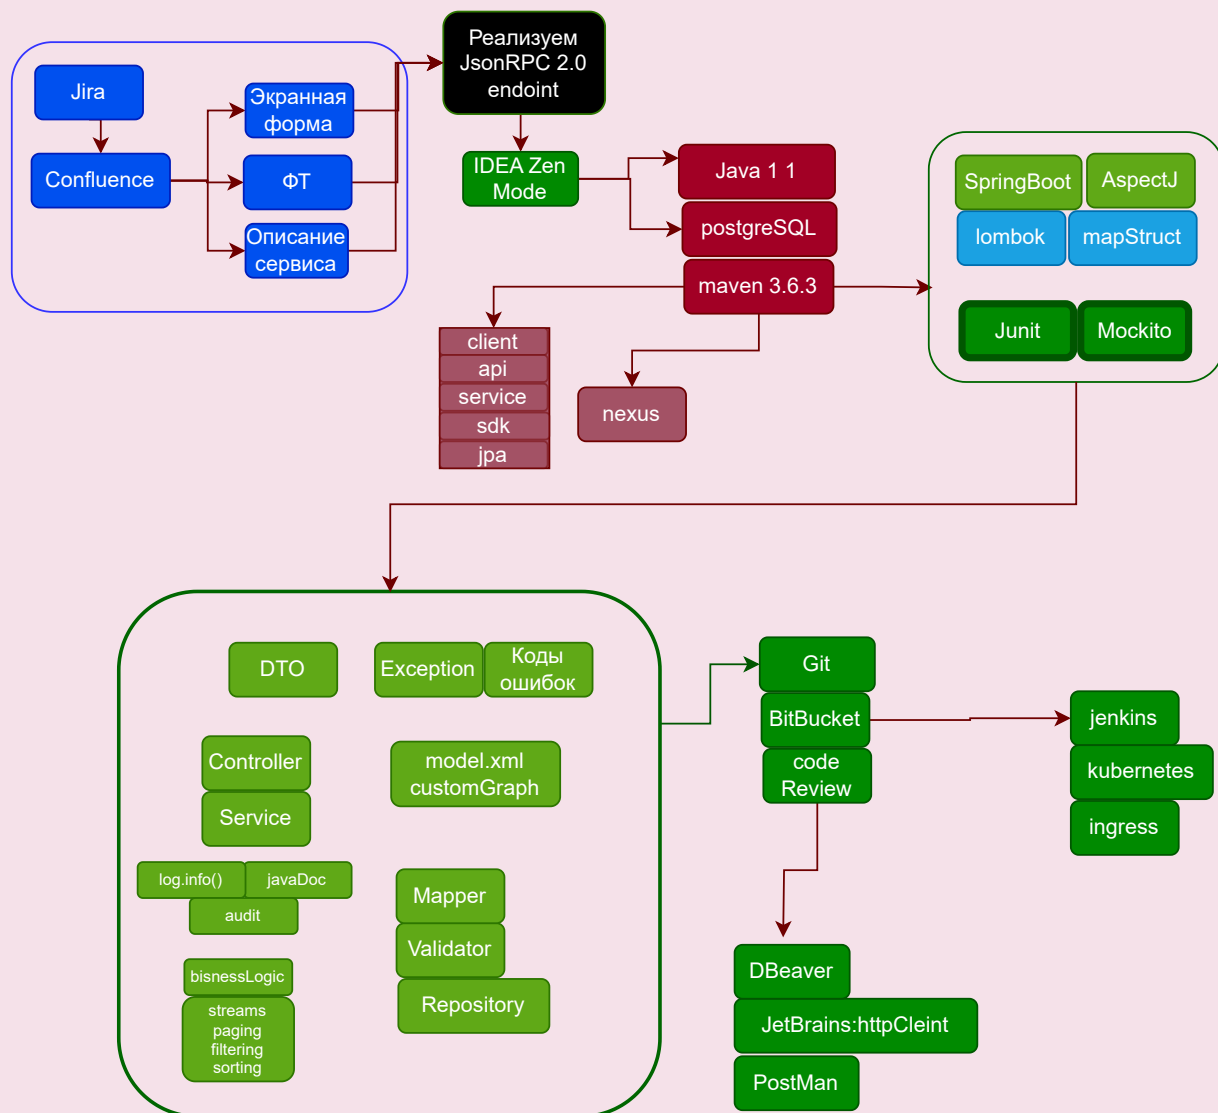 Реализуем
JsonRPC 2.0
endoint
Jira
Confluence
Экранная
форма
ФТ
Описание
сервиса
IDEA Zen
Mode
Java 1 1
postgreSQL
maven 3.6.3
SpringBoot
AspectJ
lombok
mapStruct
Junit
Mockito
client
api
service
sdk
jpa
nexus
DTO
Exception
Коды
ошибок
Controller
Service
model.xml
customGraph
log.info()
javaDoc
audit
Mapper
Validator
Repository
bisnessLogic
streams
paging
filtering
sorting
Git
BitBucket
code
Review
jenkins
kubernetes
ingress
DBeaver
JetBrains:httpCleint
PostMan